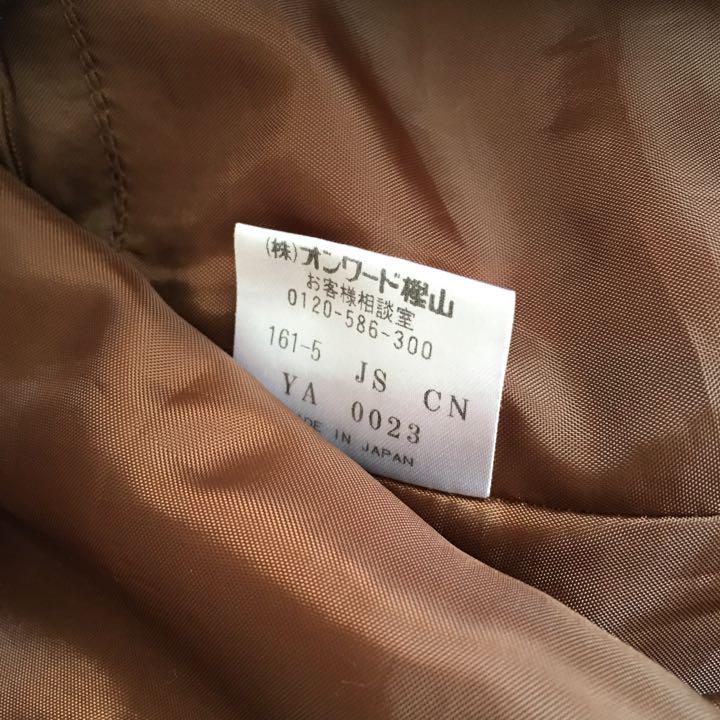 (株)オンワード樫山
お客様相談室
0120-586-300
161-5 JS CN
YA 0023
MADE IN JAPAN